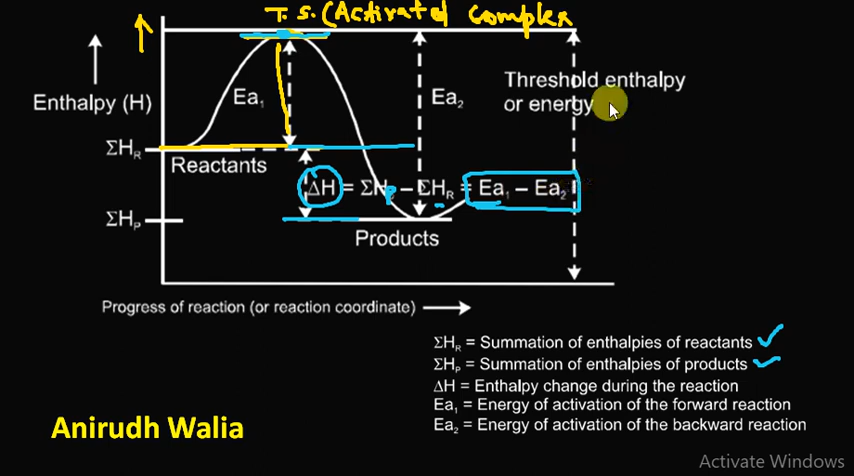 T.S.(Activated Complex
Enthalpy (H)
Ea1
Ea2
Threshold enthalpy
or energy
ΣHR
Reactants
ΔH = ΣHP – ΣHR = Ea1 – Ea2
ΣHP
Products
Progress of reaction (or reaction coordinate)
ΣHR = Summation of enthalpies of reactants
ΣHP = Summation of enthalpies of products
ΔH = Enthalpy change during the reaction
Ea1 = Energy of activation of the forward reaction
Ea2 = Energy of activation of the backward reaction
Anirudh Walia
Activate Windows